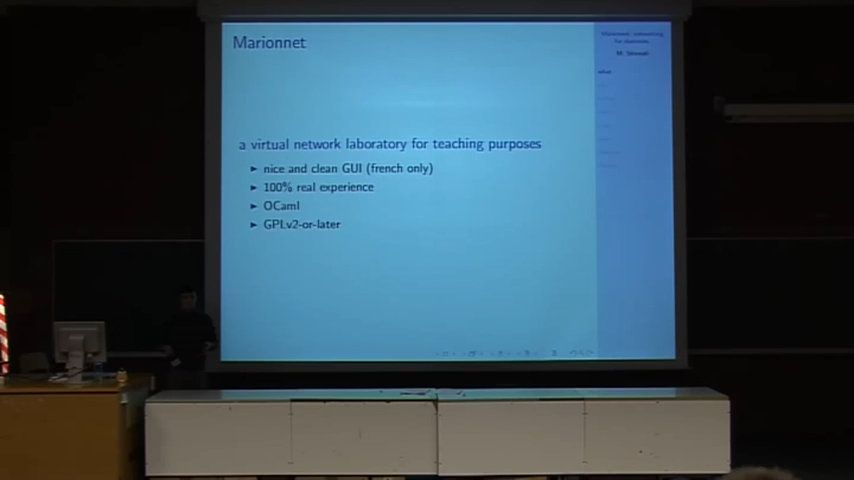 Marionnet
a virtual network laboratory for teaching purposes
nice and clean GUI (french only)
100% real experience
OCaml
GPLv2-or-later
what